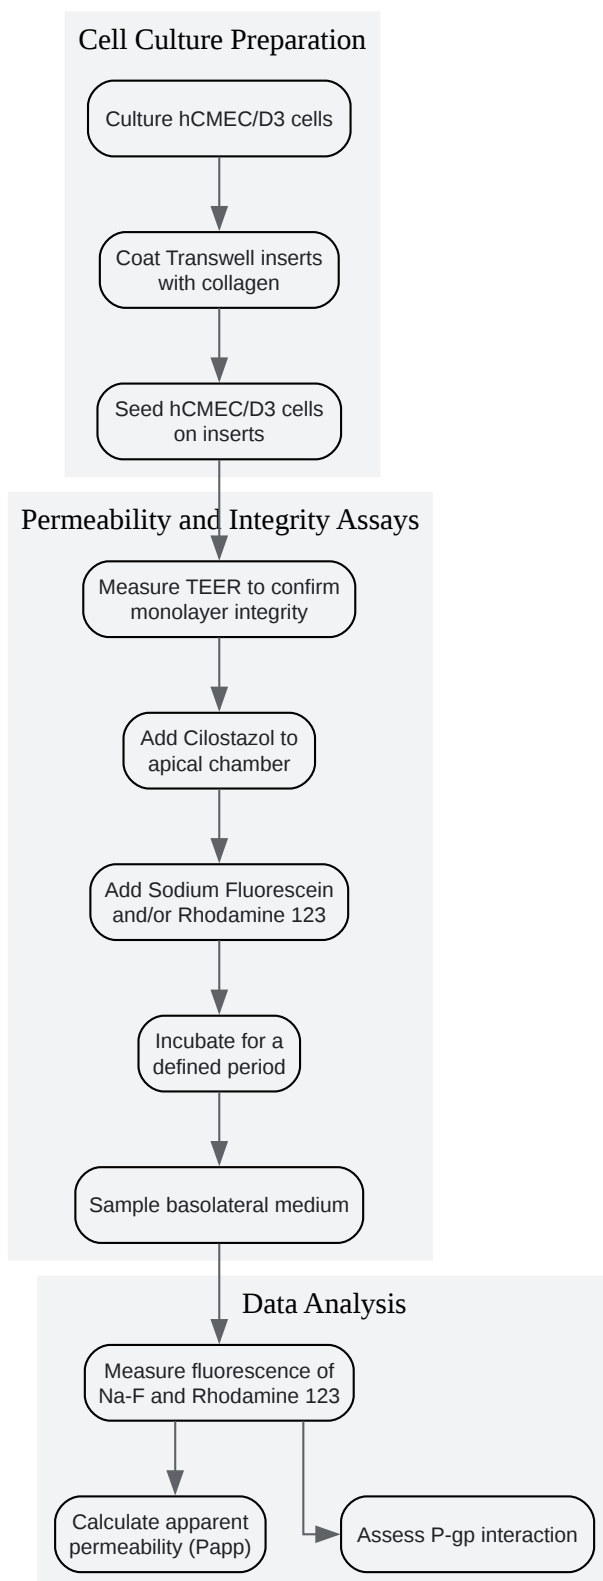 Cell Culture Preparation
Culture hCMEC/D3 cells
Coat Transwell inserts
with collagen
Seed hCMEC/D3 cells
on inserts
Permeability and Integrity Assays
Measure TEER to confirm
monolayer integrity
Add Cilostazol to
apical chamber
Add Sodium Fluorescein
and/or Rhodamine 123
Incubate for a
defined period
Sample basolateral medium
Data Analysis
Measure fluorescence of
Na-F and Rhodamine 123
Calculate apparent
permeability (Papp)
Assess P-gp interaction